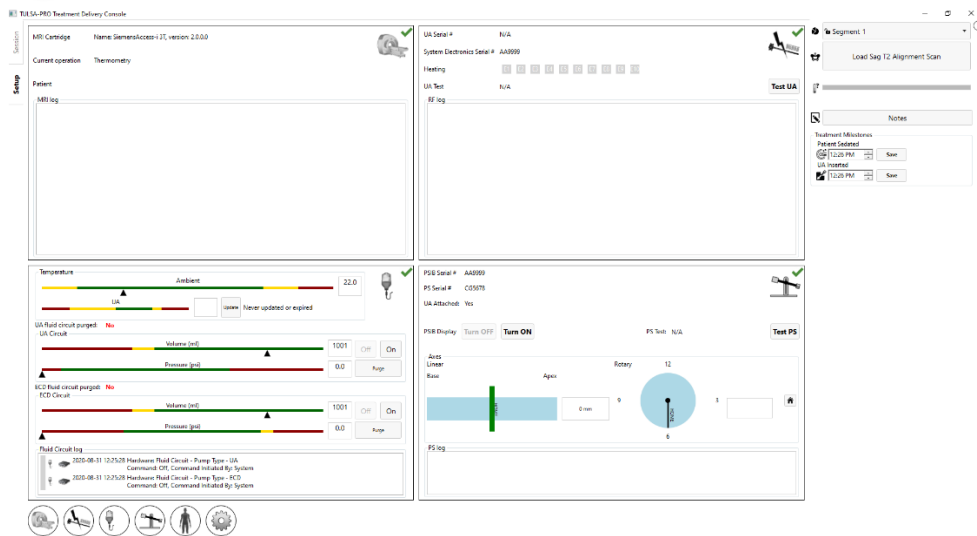 TULSA-PRO Treatment Delivery Console
Session
Setup
MRI Cartridge Name: SiemensAccess-i 3T, version: 2.0.0.0
Current operation Thermometry
Patient
MRI log
UA Serial # N/A
System Electronics Serial # AA9999
Heating
UA Test N/A Test UA
RF log
Segment 1
Load Sag T2 Alignment Scan
Notes
Treatment Milestones
Patient Sedated
12:25 PM Save
UA Inserted
12:25 PM Save
Temperature
Ambient
22.0
UA
Update Never updated or expired
UA fluid circuit purged: No
UA Circuit
Volume (ml)
1001 Off On
Pressure (psi)
0.0 Purge
ECD fluid circuit purged: No
ECD Circuit
Volume (ml)
1001 Off On
Pressure (psi)
0.0 Purge
Fluid Circuit log
2020-08-31 12:25:28 Hardware Fluid Circuit - Pump Type - UA
Command: Off, Command Initiated By: System
2020-08-31 12:25:28 Hardware Fluid Circuit - Pump Type - ECD
Command: Off, Command Initiated By: System
PSIB Serial # AA9999
PS Serial # CG5678
UA Attached: Yes
PSIB Display Turn OFF Turn ON PS Test: N/A Test PS
Axes
Linear Rotary 12
Base Apex
HOME
0 mm
9 3
HOME
6
PS log